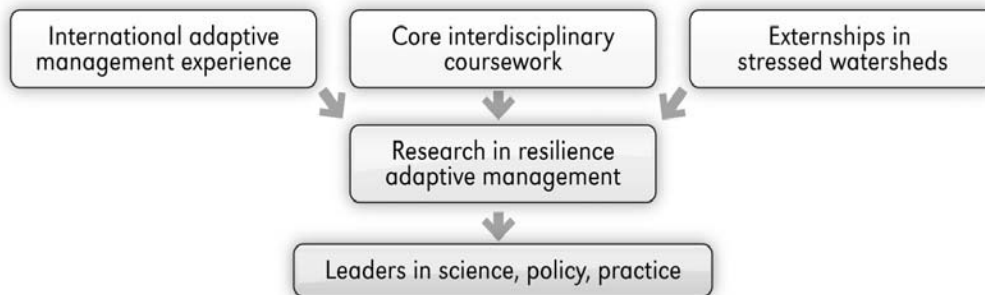 International adaptive
management experience
Core interdisciplinary
coursework
Externships in
stressed watersheds
Research in resilience
adaptive management
Leaders in science, policy, practice